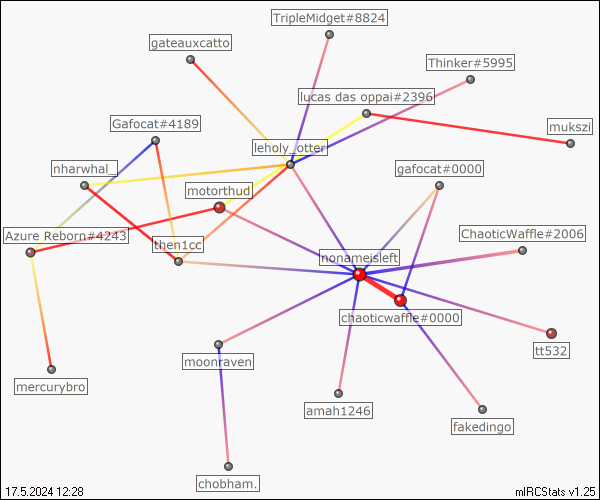 TripleMidget#8824
gateauxcatto
Thinker#5995
lucas das oppai#2396
Gafocat#4189
mukszi
leholy_otter
nharwhal_
gafocat#0000
motorthud
Azure Reborn#4243
ChaoticWaffle#2006
then1cc
nonameisleft
chaoticwaffle#0000
moonraven
tt532
mercurybro
amah1246
fakedingo
chobham.
17.5.2024 12:28
mIRCStats v1.25